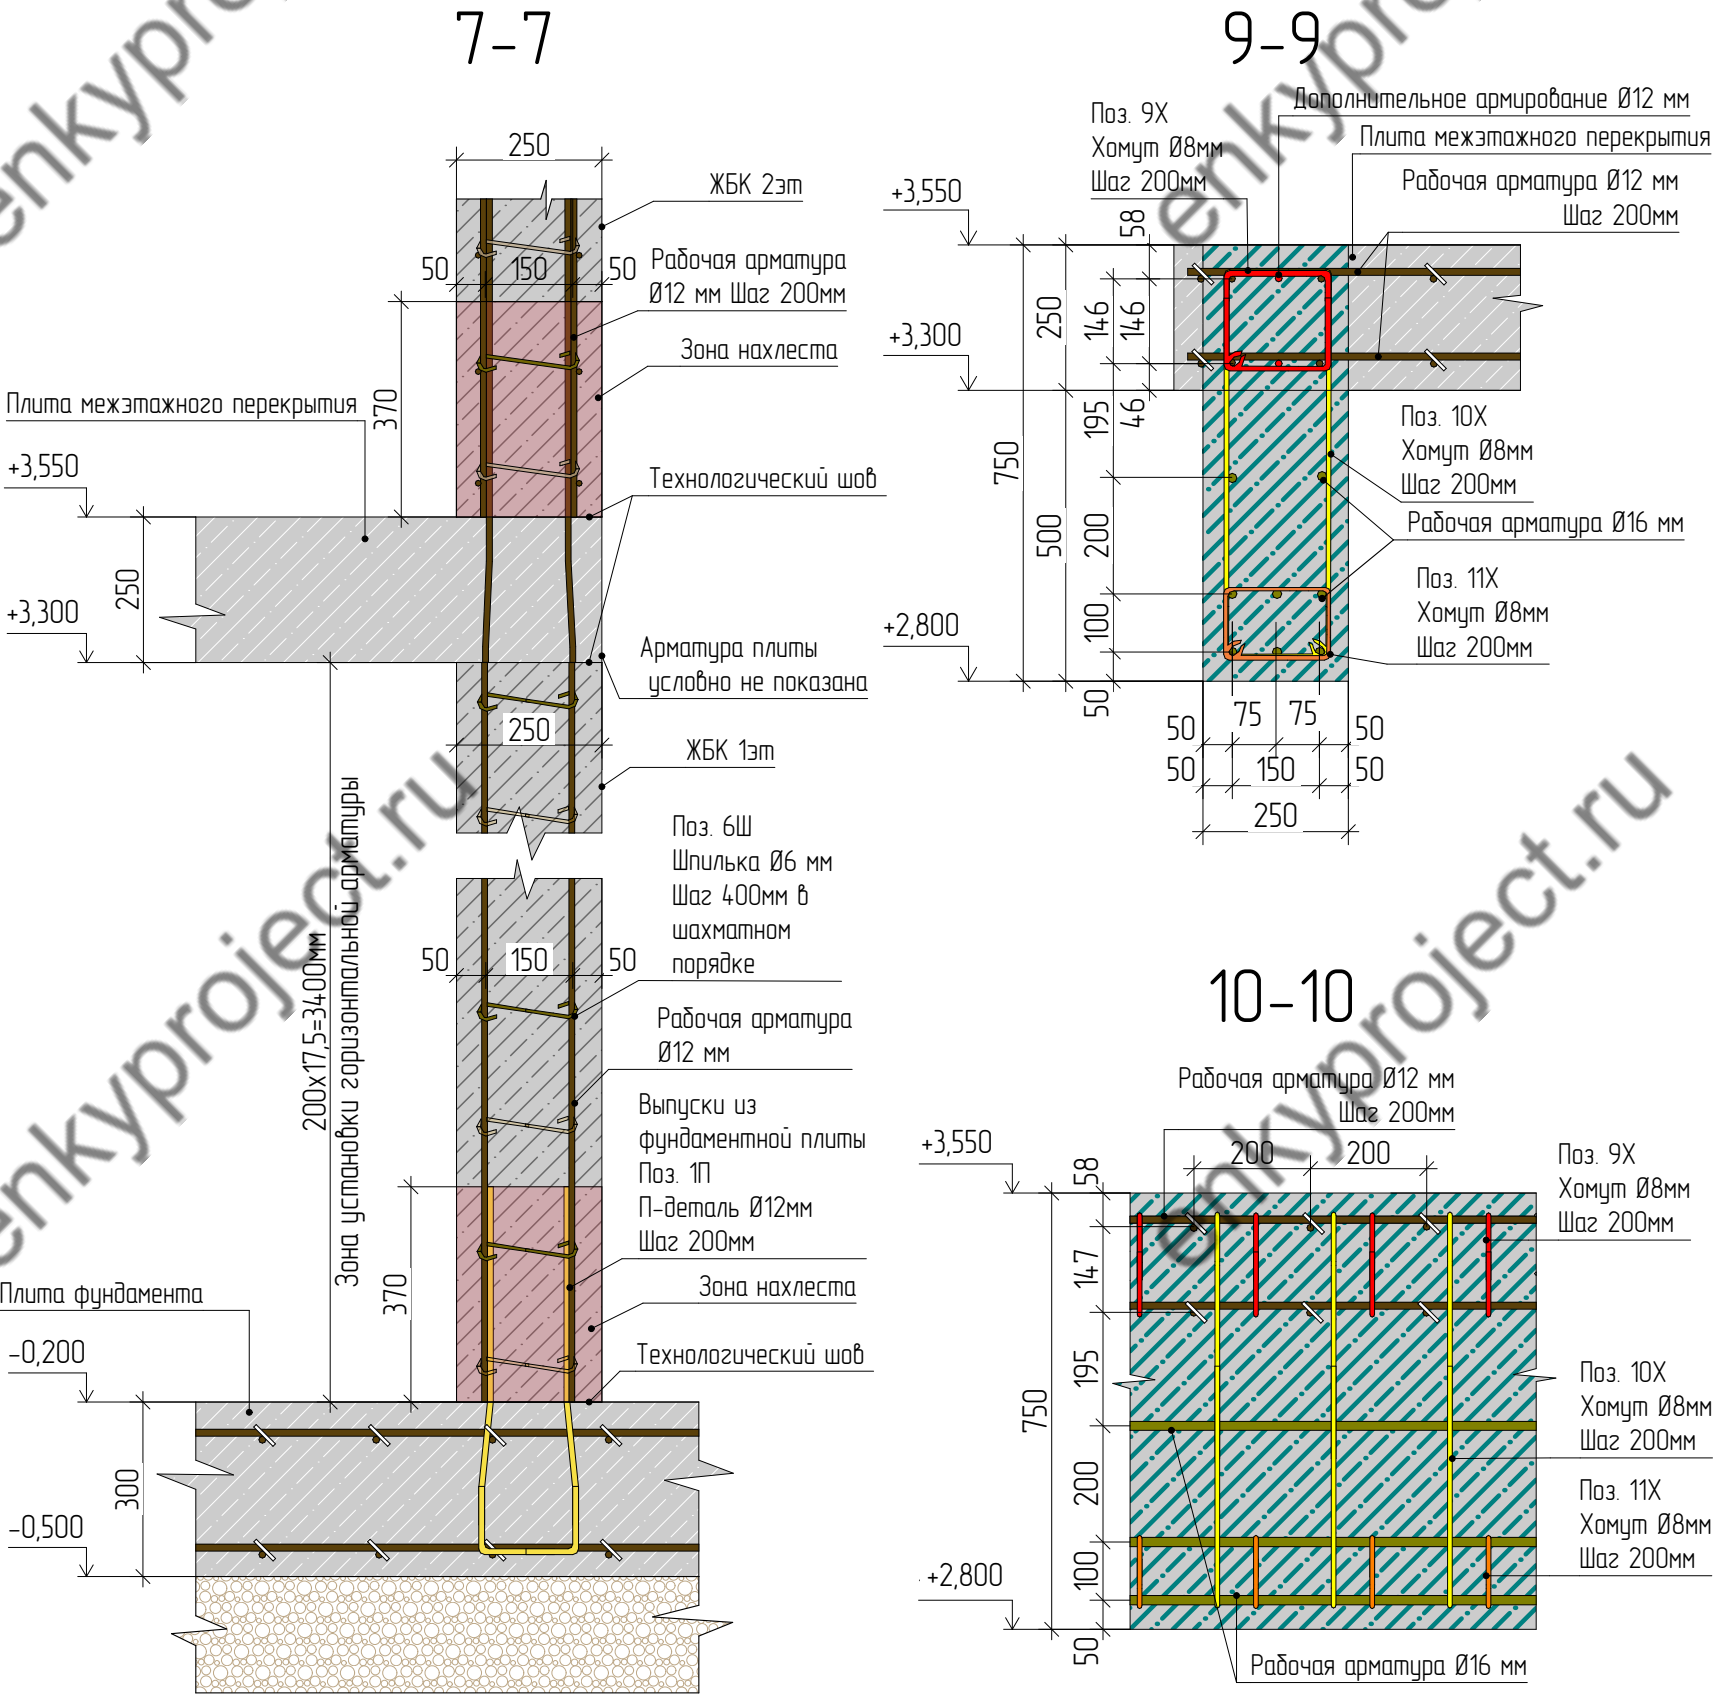 7-7
250
ЖБК 2эт
50
150
50
Рабочая арматура
Ø12 мм Шаг 200мм
Зона нахлеста
370
Плита межэтажного перекрытия
+3,550
Технологический шов
250
+3,300
Арматура плиты
условно не показана
250
ЖБК 1эт
Поз. 6Ш
Шпилька Ø6 мм
Шаг 400мм в
шахматном
порядке
50
150
50
200х17,5=3400мм
Зона установки горизонтальной арматуры
Рабочая арматура
Ø12 мм
Выпуски из
фундаментной плиты
Поз. 1П
П-деталь Ø12мм
Шаг 200мм
370
Зона нахлеста
Плита фундамента
Технологический шов
-0,200
300
-0,500
9-9
Дополнительное армирование Ø12 мм
Поз. 9Х
Хомут Ø8мм
Шаг 200мм
Плита межэтажного перекрытия
Рабочая арматура Ø12 мм
Шаг 200мм
+3,550
58
250
146
146
+3,300
195
46
750
Поз. 10Х
Хомут Ø8мм
Шаг 200мм
Рабочая арматура Ø16 мм
500
200
Поз. 11Х
Хомут Ø8мм
Шаг 200мм
100
+2,800
50
50
75
75
50
50
150
50
250
10-10
Рабочая арматура Ø12 мм
Шаг 200мм
+3,550
58
200
200
Поз. 9Х
Хомут Ø8мм
Шаг 200мм
147
195
750
Поз. 10Х
Хомут Ø8мм
Шаг 200мм
200
Поз. 11Х
Хомут Ø8мм
Шаг 200мм
100
+2,800
50
Рабочая арматура Ø16 мм
enkyproject.ru
enkyproject.ru